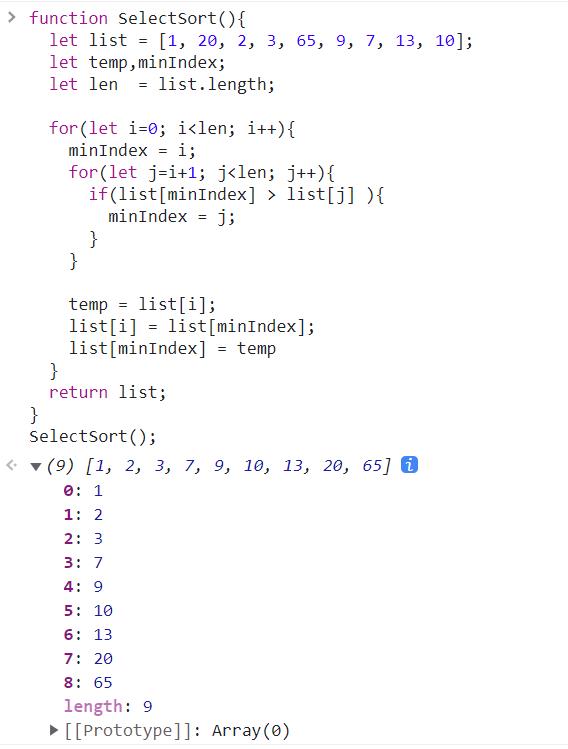 function SelectSort(){
  let list = [1, 20, 2, 3, 65, 9, 7, 13, 10];
  let temp,minIndex;
  let len  = list.length;

  for(let i=0; i<len; i++){
    minIndex = i;
    for(let j=i+1; j<len; j++){
      if(list[minIndex] > list[j] ){
        minIndex = j;
      }
    }

    temp = list[i];
    list[i] = list[minIndex];
    list[minIndex] = temp
  }
  return list;
}
SelectSort();
(9) [1, 2, 3, 7, 9, 10, 13, 20, 65] i
0: 1
1: 2
2: 3
3: 7
4: 9
5: 10
6: 13
7: 20
8: 65
length: 9
[[Prototype]]: Array(0)